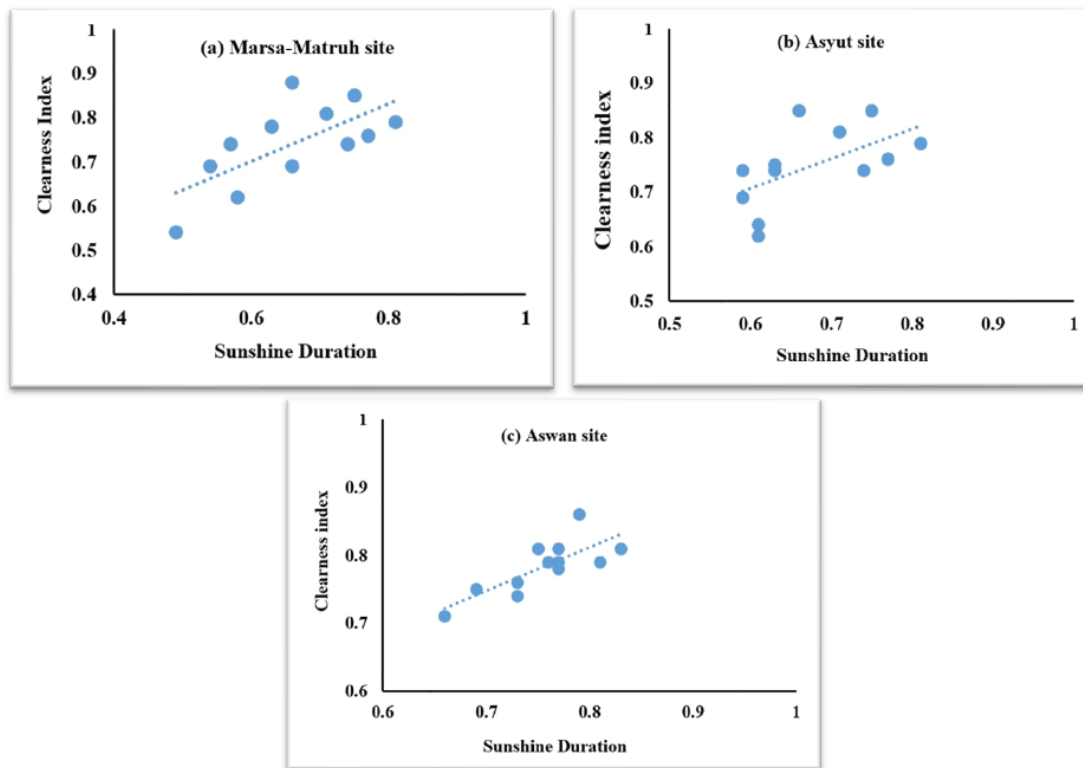 (a) Marsa-Matruh site
1
0.9
0.8
0.7
0.6
0.5
0.4
Clearness Index
0.4 0.6 0.8 1
Sunshine Duration
(b) Asyut site
1
0.9
0.8
0.7
0.6
0.5
Clearness index
0.5 0.6 0.7 0.8 0.9 1
Sunshine Duration
(c) Aswan site
1
0.9
0.8
0.7
0.6
Clearness index
0.6 0.7 0.8 0.9 1
Sunshine Duration